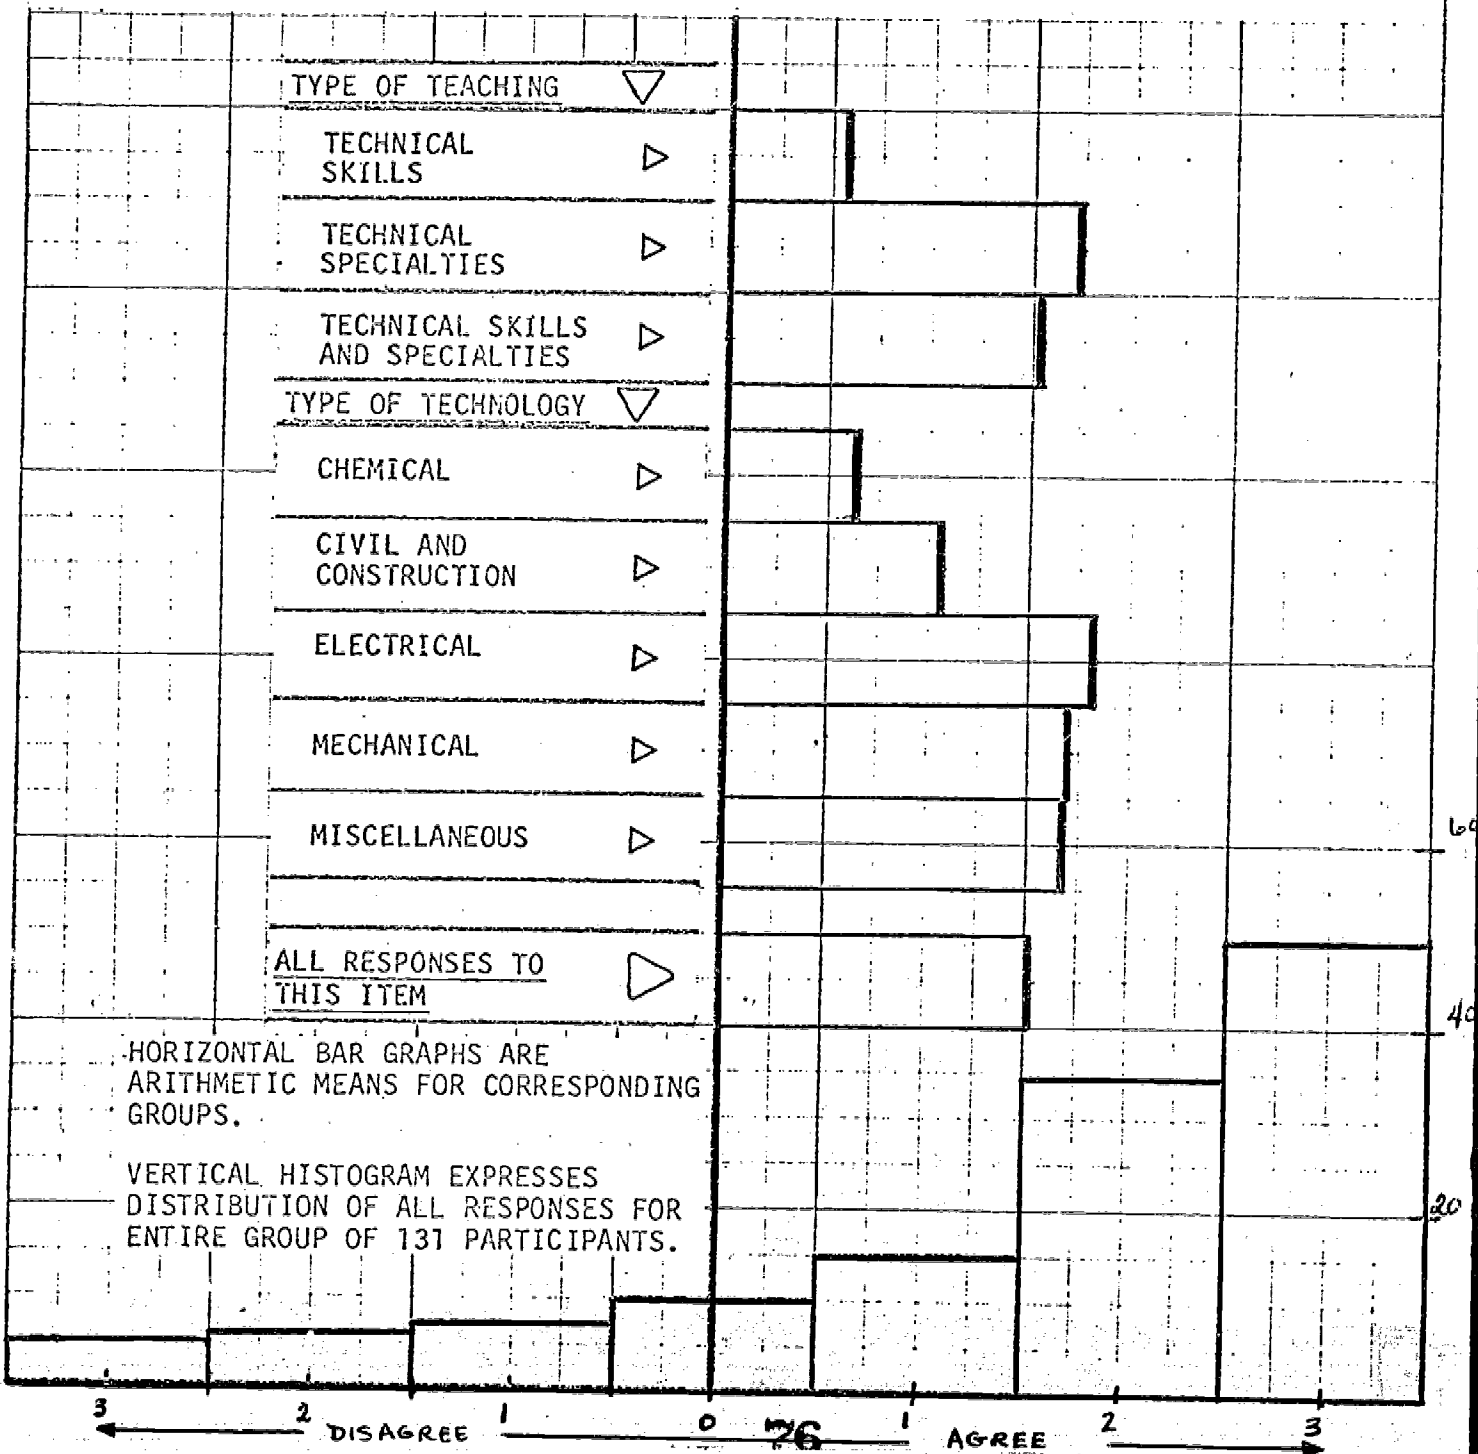 TYPE OF TEACHING
TECHNICAL
SKILLS
TECHNICAL
SPECIALTIES
TECHNICAL SKILLS
AND SPECIALTIES
TYPE OF TECHNOLOGY
CHEMICAL
CIVIL AND
CONSTRUCTION
ELECTRICAL
MECHANICAL
MISCELLANEOUS
60
ALL RESPONSES TO
THIS ITEM
40
HORIZONTAL BAR GRAPHS ARE
ARITHMETIC MEANS FOR CORRESPONDING
GROUPS.
VERTICAL HISTOGRAM EXPRESSES
DISTRIBUTION OF ALL RESPONSES FOR
ENTIRE GROUP OF 131 PARTICIPANTS.
20
3 2 1 0 1 2 3
DISAGREE 26 AGREE